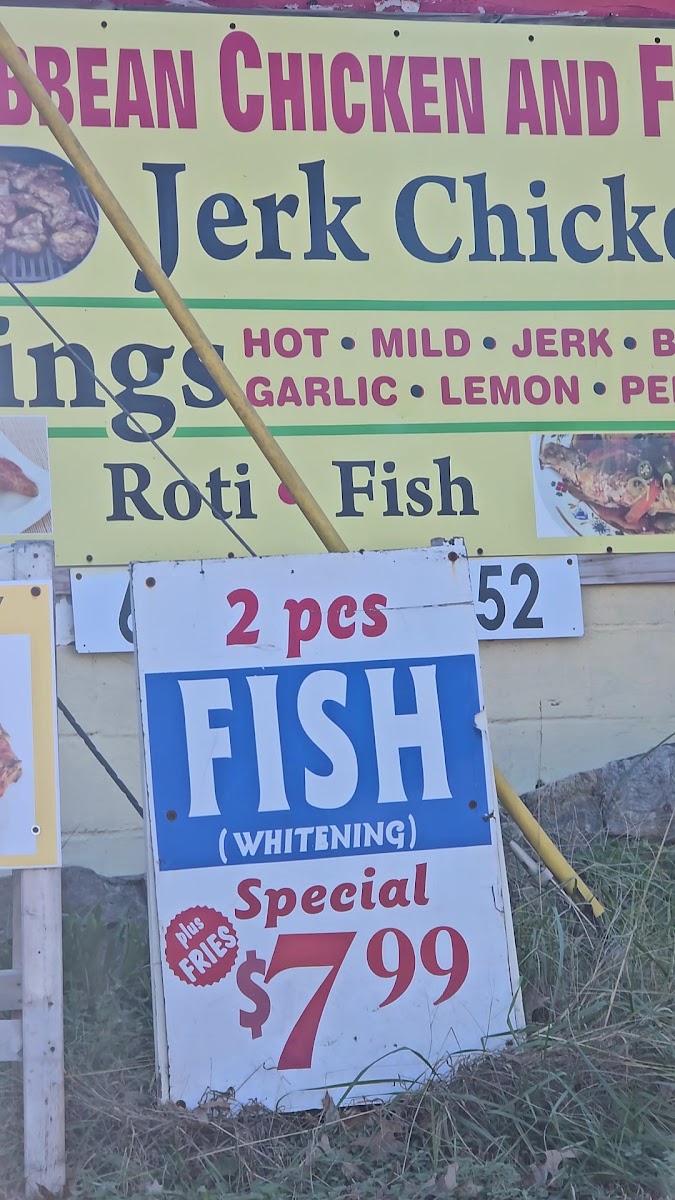 BBEAN CHICKEN AND F
Jerk Chick
ings
HOT • MILD • JERK • B
GARLIC • LEMON • PE
Roti • Fish
52
2 pcs
FISH
(WHITENING)
Special
plus
FRIES
$7.99